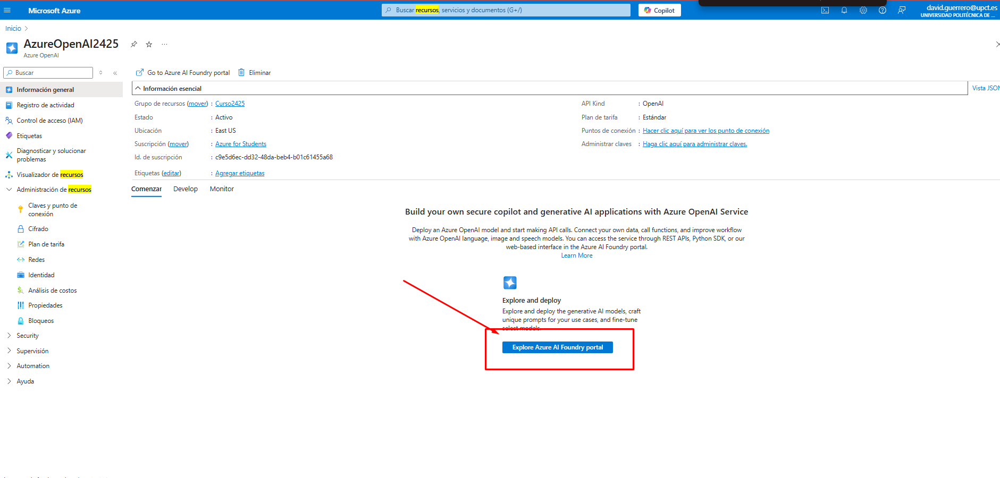 Microsoft Azure
Buscar recursos, servicios y documentos (G+/)
Copilot
david.guerrero@upct.es
UNIVERSIDAD POLITÉCNICA DE ...
Inicio
AzureOpenAI2425
Azure OpenAI
Buscar
Go to Azure AI Foundry portal
Eliminar
Información general
Registro de actividad
Control de acceso (IAM)
Etiquetas
Diagnosticar y solucionar
problemas
Visualizador de recursos
Administración de recursos
Claves y punto de
conexión
Cifrado
Plan de tarifa
Redes
Identidad
Análisis de costos
Propiedades
Bloqueos
Security
Supervisión
Automation
Ayuda
Información esencial
Vista JSON
Grupo de recursos (mover) : Curso2425
Estado : Activo
Ubicación : East US
Suscripción (mover) : Azure for Students
Id. de suscripción : c9e5d6ec-dd32-48da-beb4-b01c61455a68
Etiquetas (editar) : Agregar etiquetas
API Kind : OpenAI
Plan de tarifa : Estándar
Puntos de conexión : Hacer clic aquí para ver los punto de conexión
Administrar claves : Haga clic aquí para administrar claves.
Comenzar Develop Monitor
Build your own secure copilot and generative AI applications with Azure OpenAI Service
Deploy an Azure OpenAI model and start making API calls. Connect your own data, call functions, and improve workflow
with Azure OpenAI language, image and speech models. You can access the service through REST APIs, Python SDK, or our
web-based interface in the Azure AI Foundry portal.
Learn More
Explore and deploy
Explore and deploy the generative AI models, craft
unique prompts for your use cases, and fine-tune
select models.
Explore Azure AI Foundry portal